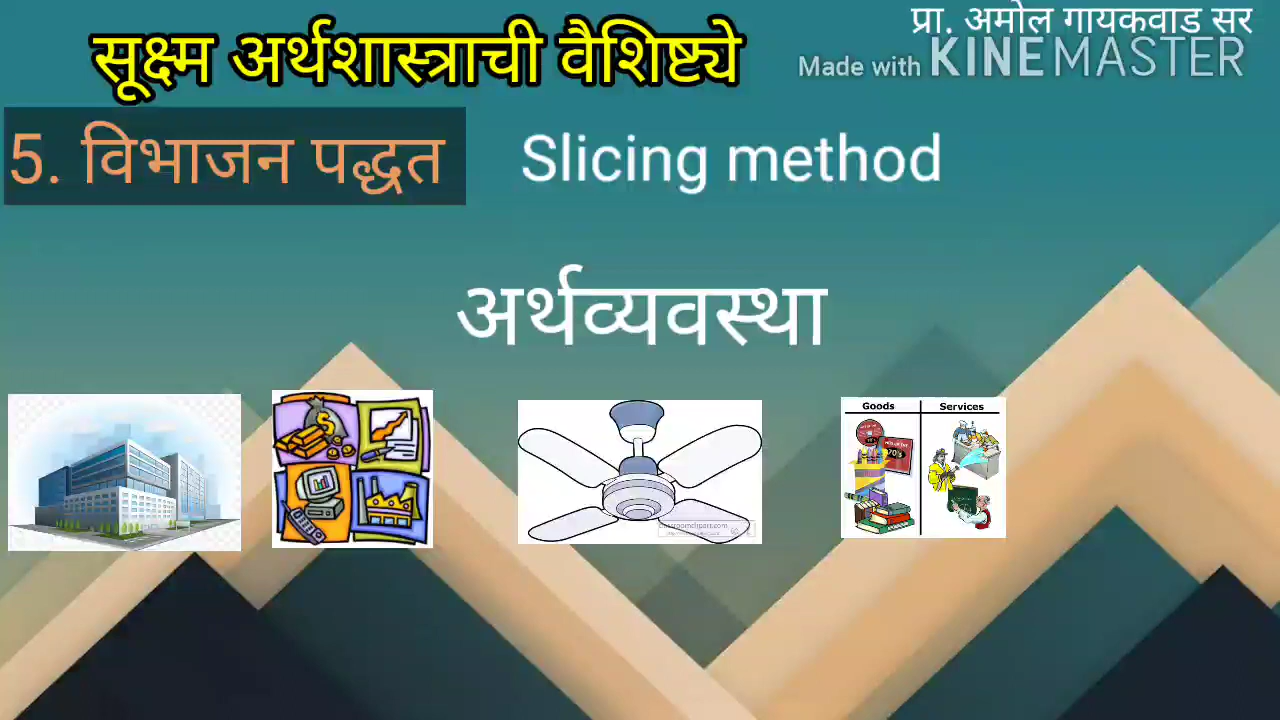 प्रा. अमोल गायकवाड सर
सूक्ष्म अर्थशास्त्राची वैशिष्ट्ये
Made with KINEMASTER
5. विभाजन पद्धत
Slicing method
अर्थव्यवस्था
Goods
Services